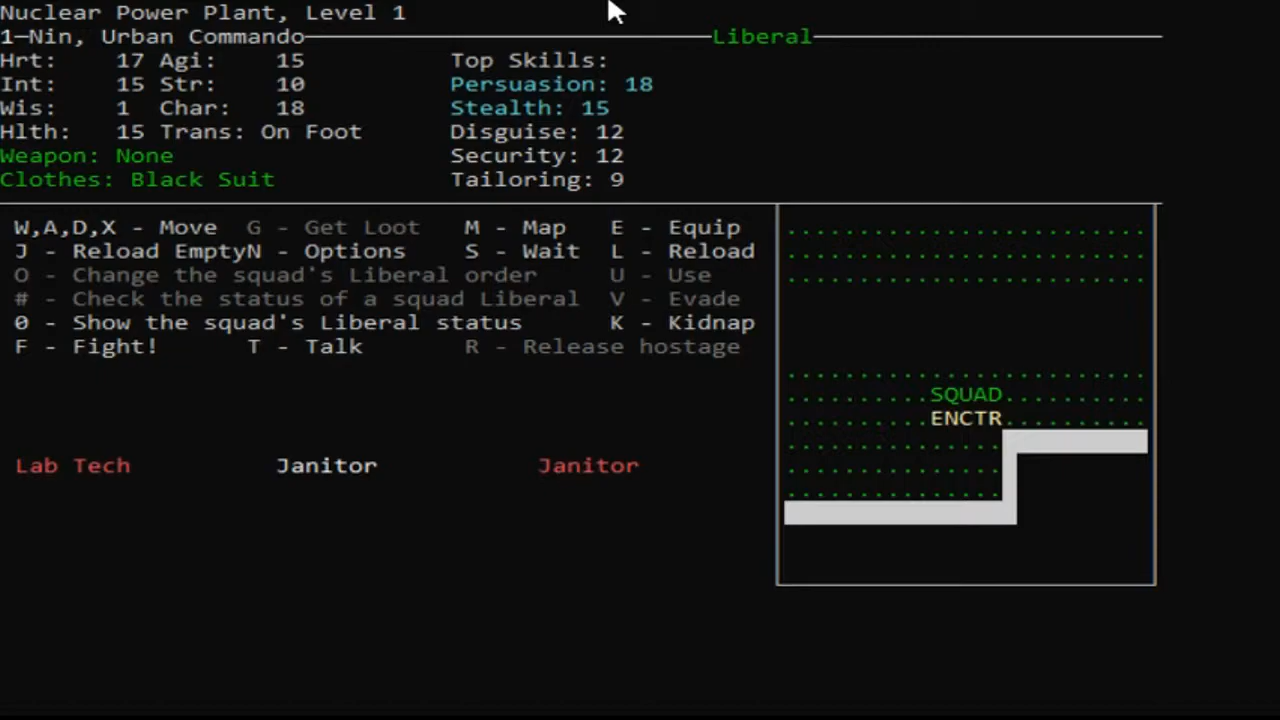 Nuclear Power Plant, Level 1
1—Nin, Urban Commando Liberal
Hrt: 17 Agi: 15 Top Skills:
Int: 15 Str: 10 Persuasion: 18
Wis: 1 Char: 18 Stealth: 15
Hlth: 15 Trans: On Foot Disguise: 12
Weapon: None Security: 12
Clothes: Black Suit Tailoring: 9
W,A,D,X - Move G - Get Loot M - Map E - Equip
J - Reload EmptyN - Options S - Wait L - Reload
O - Change the squad's Liberal order U - Use
# - Check the status of a squad Liberal V - Evade
0 - Show the squad's Liberal status K - Kidnap
F - Fight! T - Talk R - Release hostage
SQUAD
ENCTR
Lab Tech Janitor Janitor